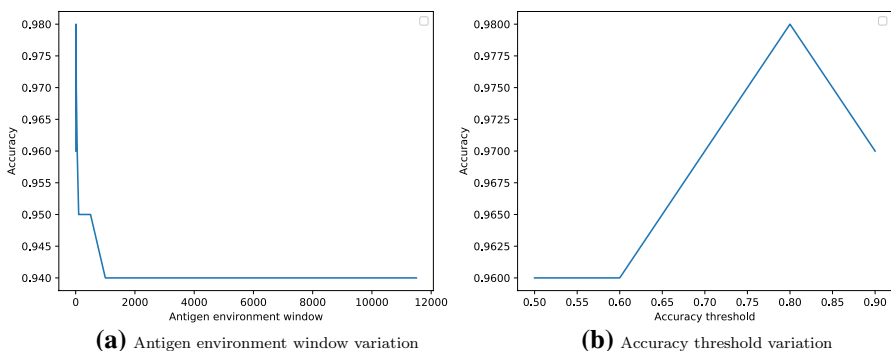 0.980
0.975
0.970
0.965
0.960
0.955
0.950
0.945
0.940
Accuracy
0 2000 4000 6000 8000 10000 12000
Antigen environment window
(a) Antigen environment window variation
0.9800
0.9775
0.9750
0.9725
0.9700
0.9675
0.9650
0.9625
0.9600
Accuracy
0.50 0.55 0.60 0.65 0.70 0.75 0.80 0.85 0.90
Accuracy threshold
(b) Accuracy threshold variation